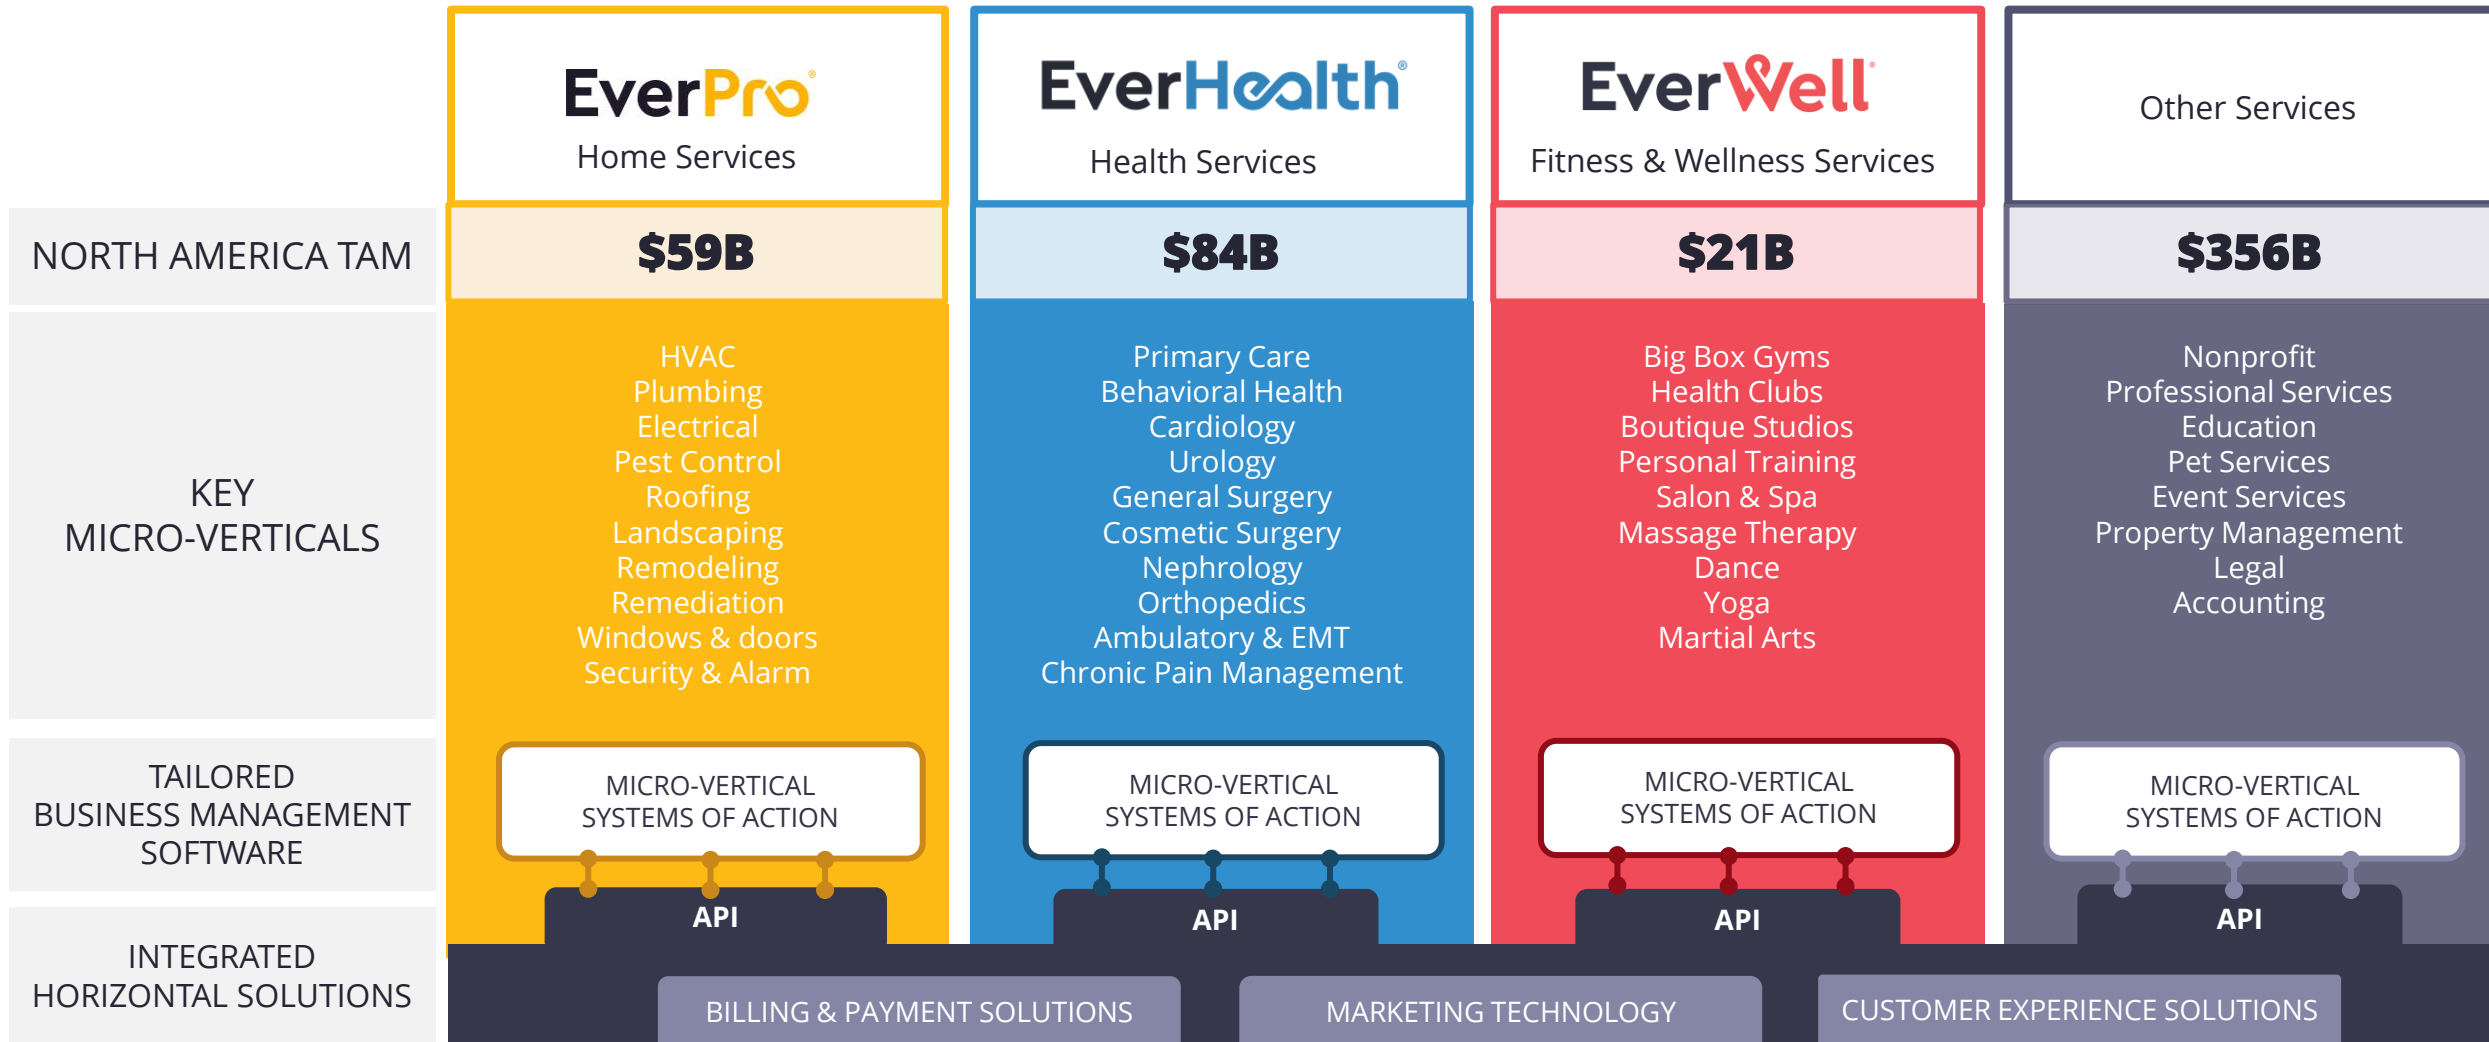 EverPro®
Home Services
EverHealth®
Health Services
EverWell®
Fitness & Wellness Services
Other Services
NORTH AMERICA TAM
$59B
$84B
$21B
$356B
KEY
MICRO-VERTICALS
HVAC
Plumbing
Electrical
Pest Control
Roofing
Landscaping
Remodeling
Remediation
Windows & doors
Security & Alarm
Primary Care
Behavioral Health
Cardiology
Urology
General Surgery
Cosmetic Surgery
Nephrology
Orthopedics
Ambulatory & EMT
Chronic Pain Management
Big Box Gyms
Health Clubs
Boutique Studios
Personal Training
Salon & Spa
Massage Therapy
Dance
Yoga
Martial Arts
Nonprofit
Professional Services
Education
Pet Services
Event Services
Property Management
Legal
Accounting
TAILORED
BUSINESS MANAGEMENT
SOFTWARE
MICRO-VERTICAL
SYSTEMS OF ACTION
MICRO-VERTICAL
SYSTEMS OF ACTION
MICRO-VERTICAL
SYSTEMS OF ACTION
MICRO-VERTICAL
SYSTEMS OF ACTION
INTEGRATED
HORIZONTAL SOLUTIONS
API
API
API
API
BILLING & PAYMENT SOLUTIONS
MARKETING TECHNOLOGY
CUSTOMER EXPERIENCE SOLUTIONS